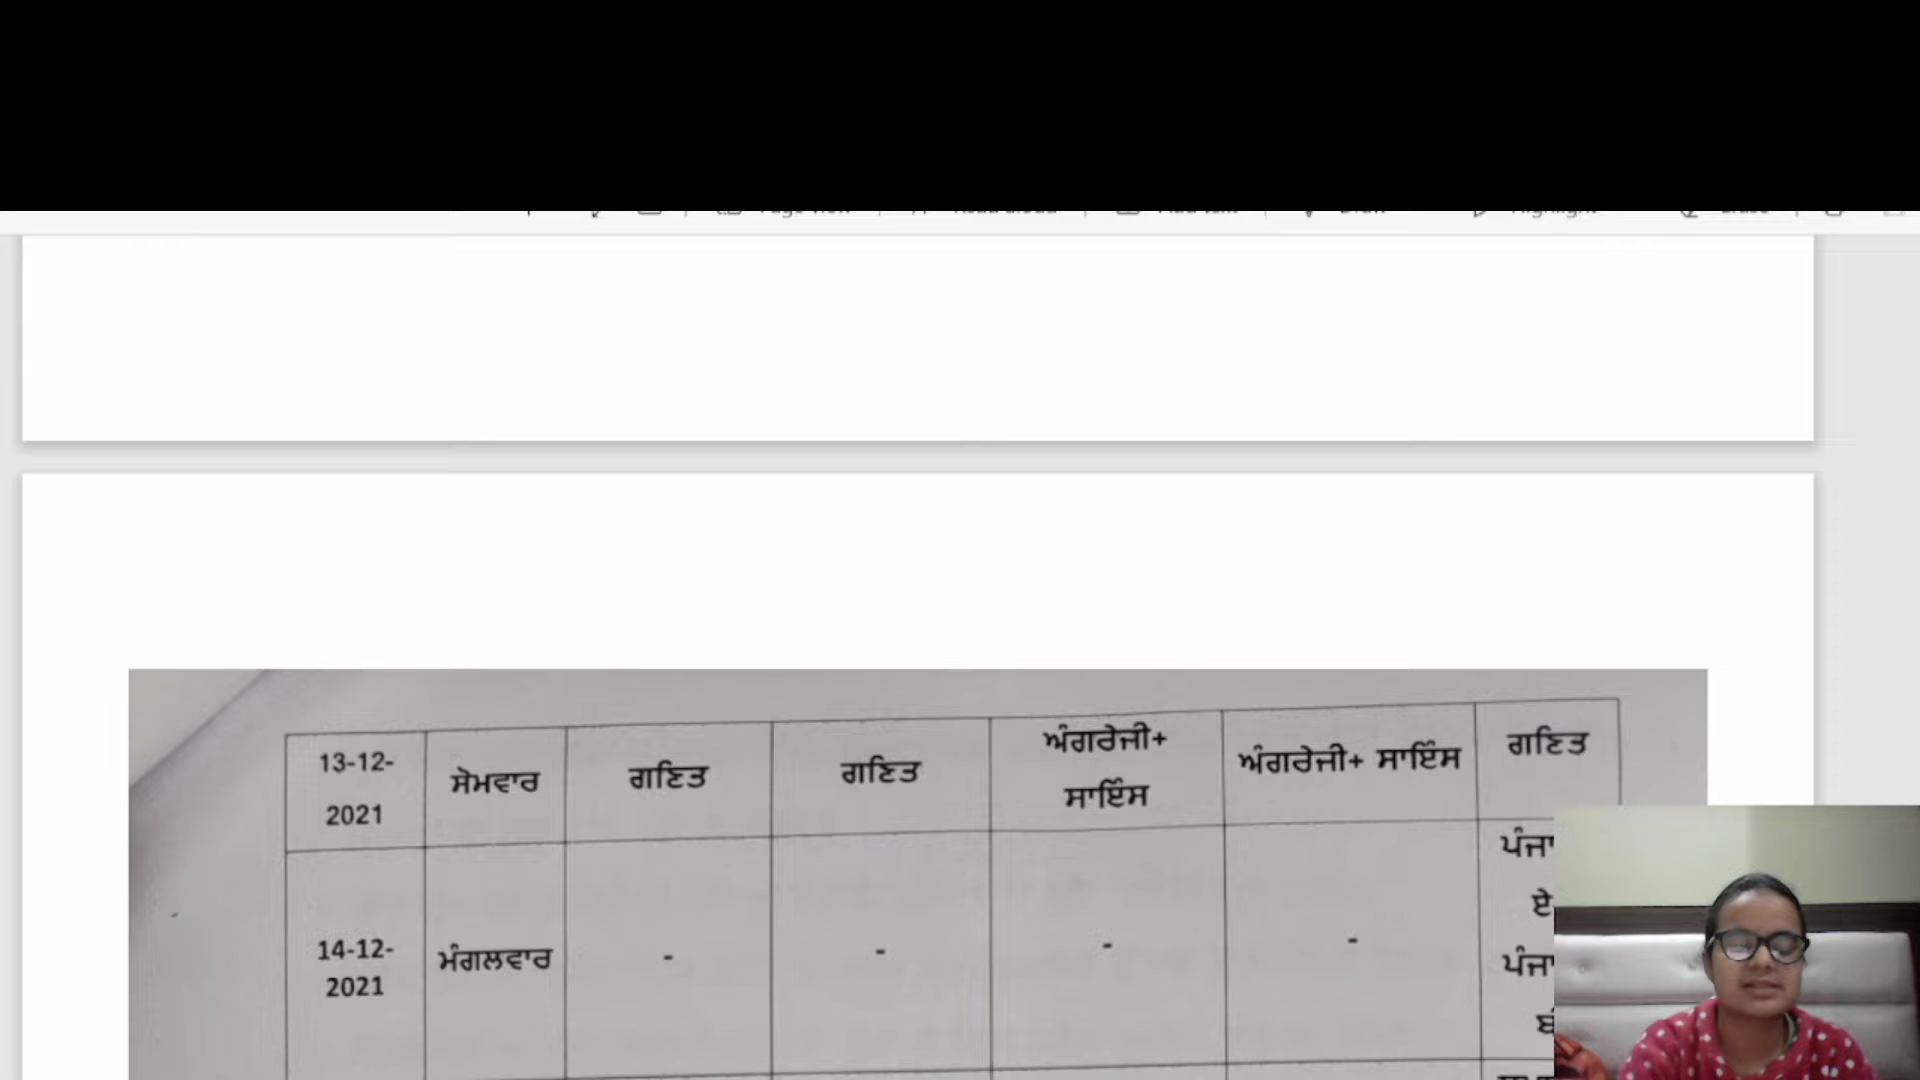 13-12-
2021
ਸੋਮਵਾਰ
ਗਣਿਤ
ਗਣਿਤ
ਅੰਗਰੇਜੀ+
ਸਾਇੰਸ
ਅੰਗਰੇਜੀ+ ਸਾਇੰਸ
ਗਣਿਤ
14-12-
2021
ਮੰਗਲਵਾਰ
-
-
-
-
ਪੰਜਾ
ਏ
ਪੰਜਾ